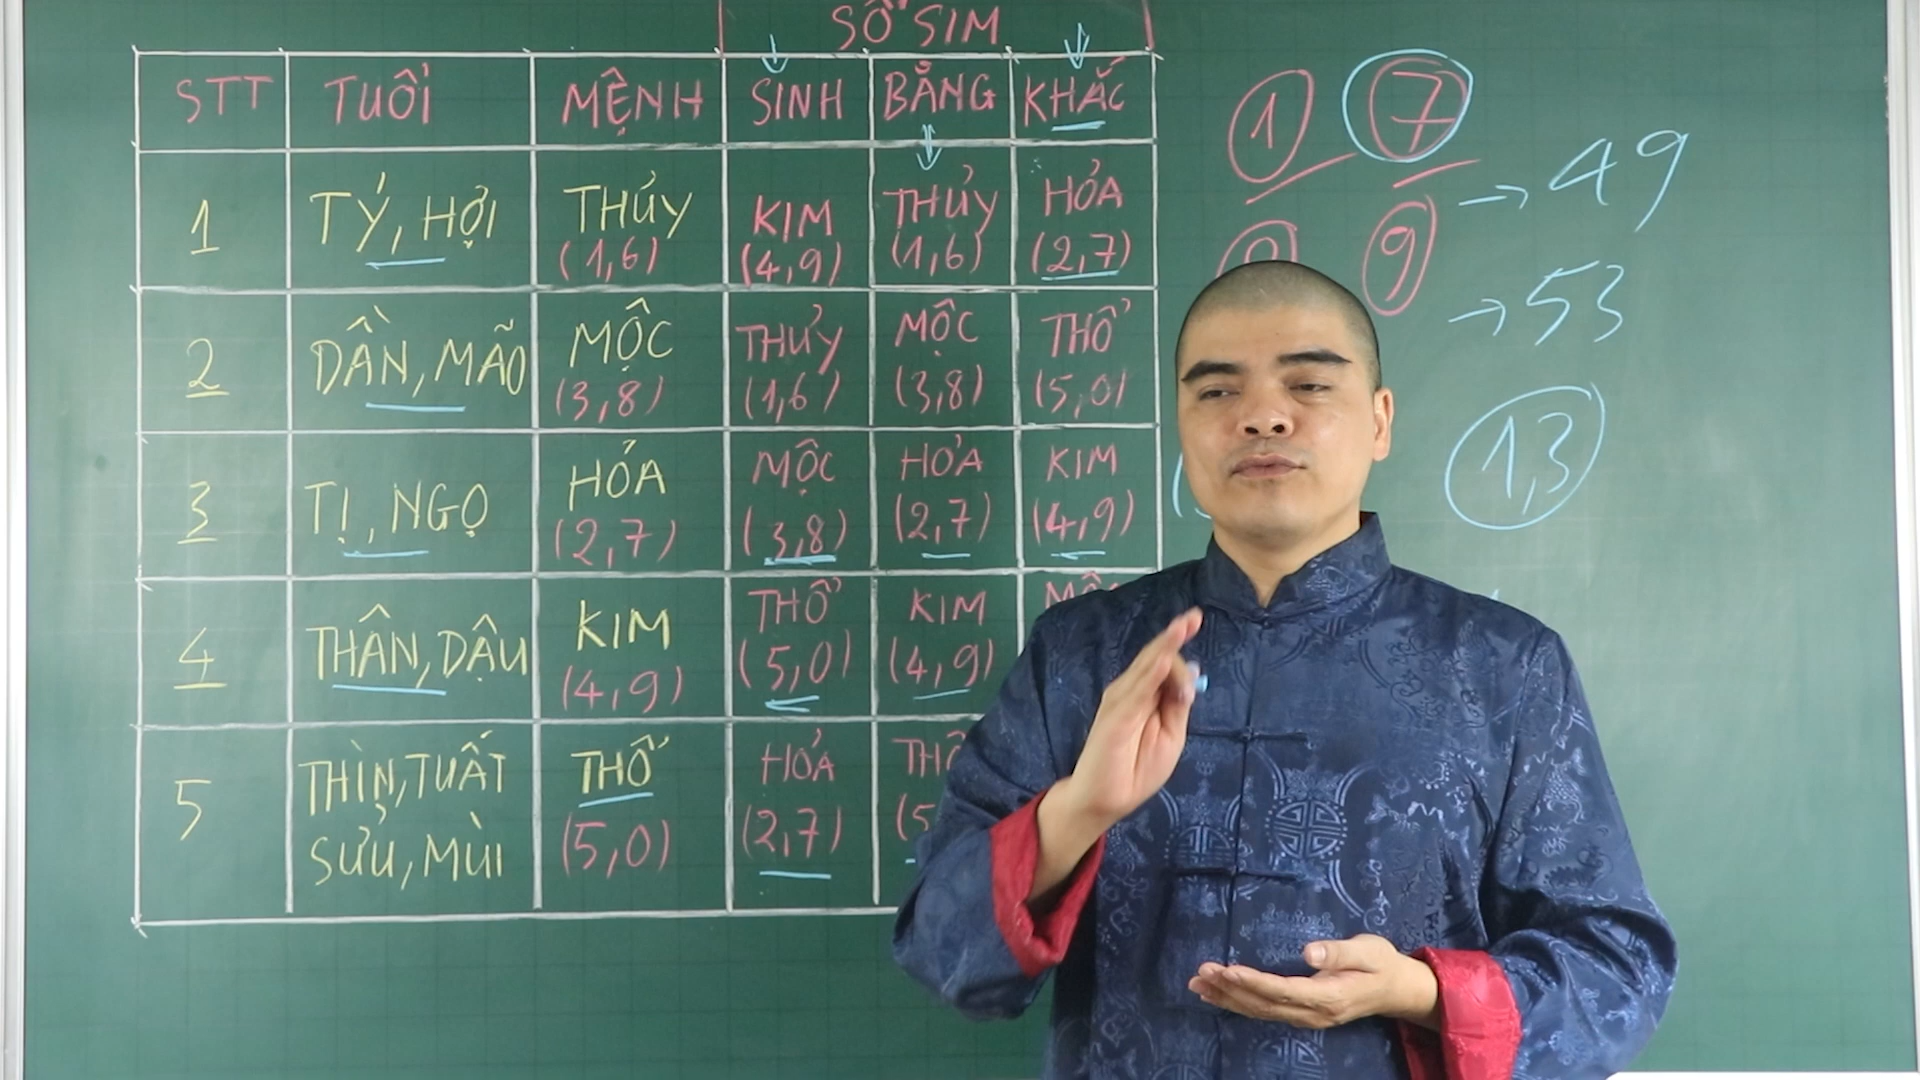 SỐ SIM
STT TUỔI MỆNH SINH BẰNG KHẮC
1 TÝ, HỢI THỦY (1,6) KIM (4,9) THỦY (1,6) HỎA (2,7)
2 DẦN, MÃO MỘC (3,8) THỦY (1,6) MỘC (3,8) THỔ (5,0)
3 TỊ, NGỌ HỎA (2,7) MỘC (3,8) HỎA (2,7) KIM (4,9)
4 THÂN, DẬU KIM (4,9) THỔ (5,0) KIM (4,9)
5 THÌN, TUẤT SỬU, MÙI THỔ (5,0) HỎA (2,7)
1 7
9
→ 49
→ 53
1,3